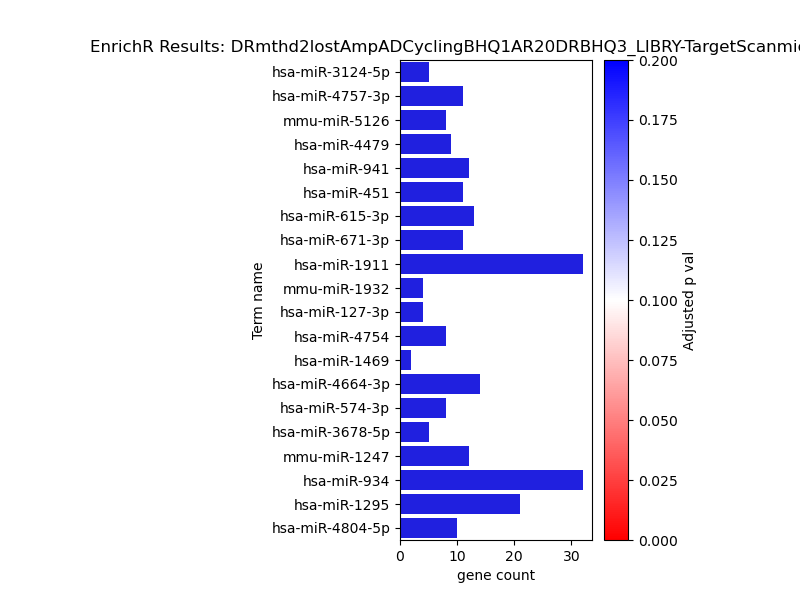 EnrichR Results: DRmthd2lostAmpADCyclingBHQ1AR20DRBHQ3_LIBRY-TargetScanmic
hsa-miR-3124-5p
hsa-miR-4757-3p
mmu-miR-5126
hsa-miR-4479
hsa-miR-941
hsa-miR-451
hsa-miR-615-3p
hsa-miR-671-3p
hsa-miR-1911
mmu-miR-1932
hsa-miR-127-3p
hsa-miR-4754
hsa-miR-1469
hsa-miR-4664-3p
hsa-miR-574-3p
hsa-miR-3678-5p
mmu-miR-1247
hsa-miR-934
hsa-miR-1295
hsa-miR-4804-5p
Term name
0 10 20 30
gene count
0.200
0.175
0.150
0.125
0.100
0.075
0.050
0.025
0.000
Adjusted p val